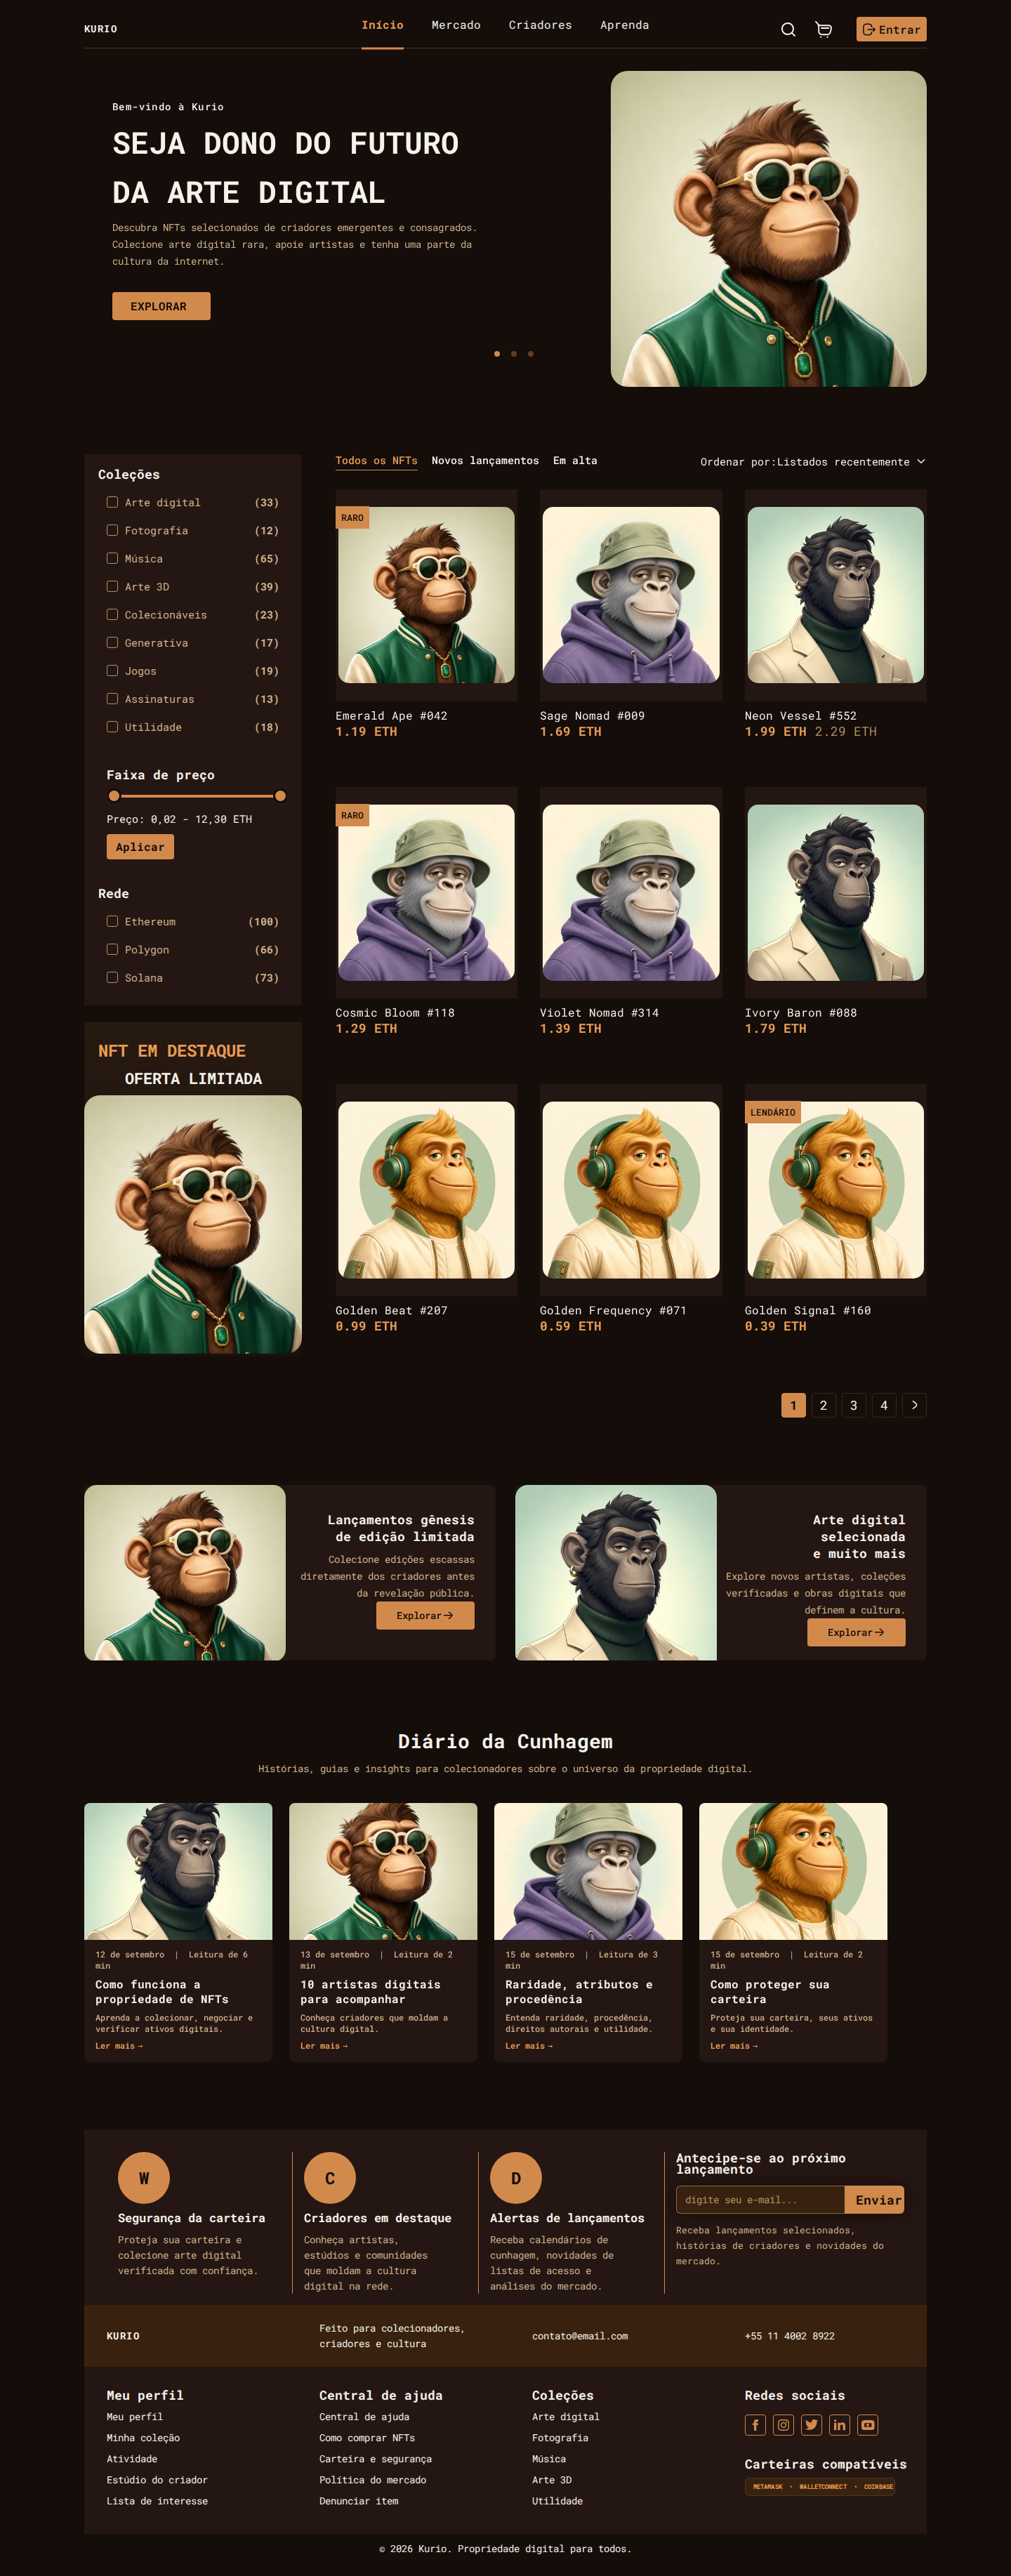 KURIO
Início
Mercado
Criadores
Aprenda
Entrar
Bem-vindo à Kurio
SEJA DONO DO FUTURO
DA ARTE DIGITAL
Descubra NFTs selecionados de criadores emergentes e consagrados.
Colecione arte digital rara, apoie artistas e tenha uma parte da
cultura da internet.
EXPLORAR
Coleções
Arte digital (33)
Fotografia (12)
Música (65)
Arte 3D (39)
Colecionáveis (23)
Generativa (17)
Jogos (19)
Assinaturas (13)
Utilidade (18)
Faixa de preço
Preço: 0,02 - 12,30 ETH
Aplicar
Rede
Ethereum (100)
Polygon (66)
Solana (73)
NFT EM DESTAQUE
OFERTA LIMITADA
Todos os NFTs
Novos lançamentos
Em alta
Ordenar por:Listados recentemente
RARO
Emerald Ape #042
1.19 ETH
Sage Nomad #009
1.69 ETH
Neon Vessel #552
1.99 ETH 2.29 ETH
RARO
Cosmic Bloom #118
1.29 ETH
Violet Nomad #314
1.39 ETH
Ivory Baron #088
1.79 ETH
Golden Beat #207
0.99 ETH
Golden Frequency #071
0.59 ETH
LENDÁRIO
Golden Signal #160
0.39 ETH
1
2
3
4
Lançamentos gênesis
de edição limitada
Colecione edições escassas
diretamente dos criadores antes
da revelação pública.
Explorar
Arte digital
selecionada
e muito mais
Explore novos artistas, coleções
verificadas e obras digitais que
definem a cultura.
Explorar
Diário da Cunhagem
Histórias, guias e insights para colecionadores sobre o universo da propriedade digital.
12 de setembro | Leitura de 6
min
Como funciona a
propriedade de NFTs
Aprenda a colecionar, negociar e
verificar ativos digitais.
Ler mais →
13 de setembro | Leitura de 2
min
10 artistas digitais
para acompanhar
Conheça criadores que moldam a
cultura digital.
Ler mais →
15 de setembro | Leitura de 3
min
Raridade, atributos e
procedência
Entenda raridade, procedência,
direitos autorais e utilidade.
Ler mais →
15 de setembro | Leitura de 2
min
Como proteger sua
carteira
Proteja sua carteira, seus ativos
e sua identidade.
Ler mais →
W
Segurança da carteira
Proteja sua carteira e
colecione arte digital
verificada com confiança.
C
Criadores em destaque
Conheça artistas,
estúdios e comunidades
que moldam a cultura
digital na rede.
D
Alertas de lançamentos
Receba calendários de
cunhagem, novidades de
listas de acesso e
análises do mercado.
Antecipe-se ao próximo
lançamento
digite seu e-mail...
Enviar
Receba lançamentos selecionados,
histórias de criadores e novidades do
mercado.
KURIO
Feito para colecionadores,
criadores e cultura
contato@email.com
+55 11 4002 8922
Meu perfil
Meu perfil
Minha coleção
Atividade
Estúdio do criador
Lista de interesse
Central de ajuda
Central de ajuda
Como comprar NFTs
Carteira e segurança
Política do mercado
Denunciar item
Coleções
Arte digital
Fotografia
Música
Arte 3D
Utilidade
Redes sociais
Carteiras compatíveis
METAMASK • WALLETCONNECT • COINBASE
© 2026 Kurio. Propriedade digital para todos.